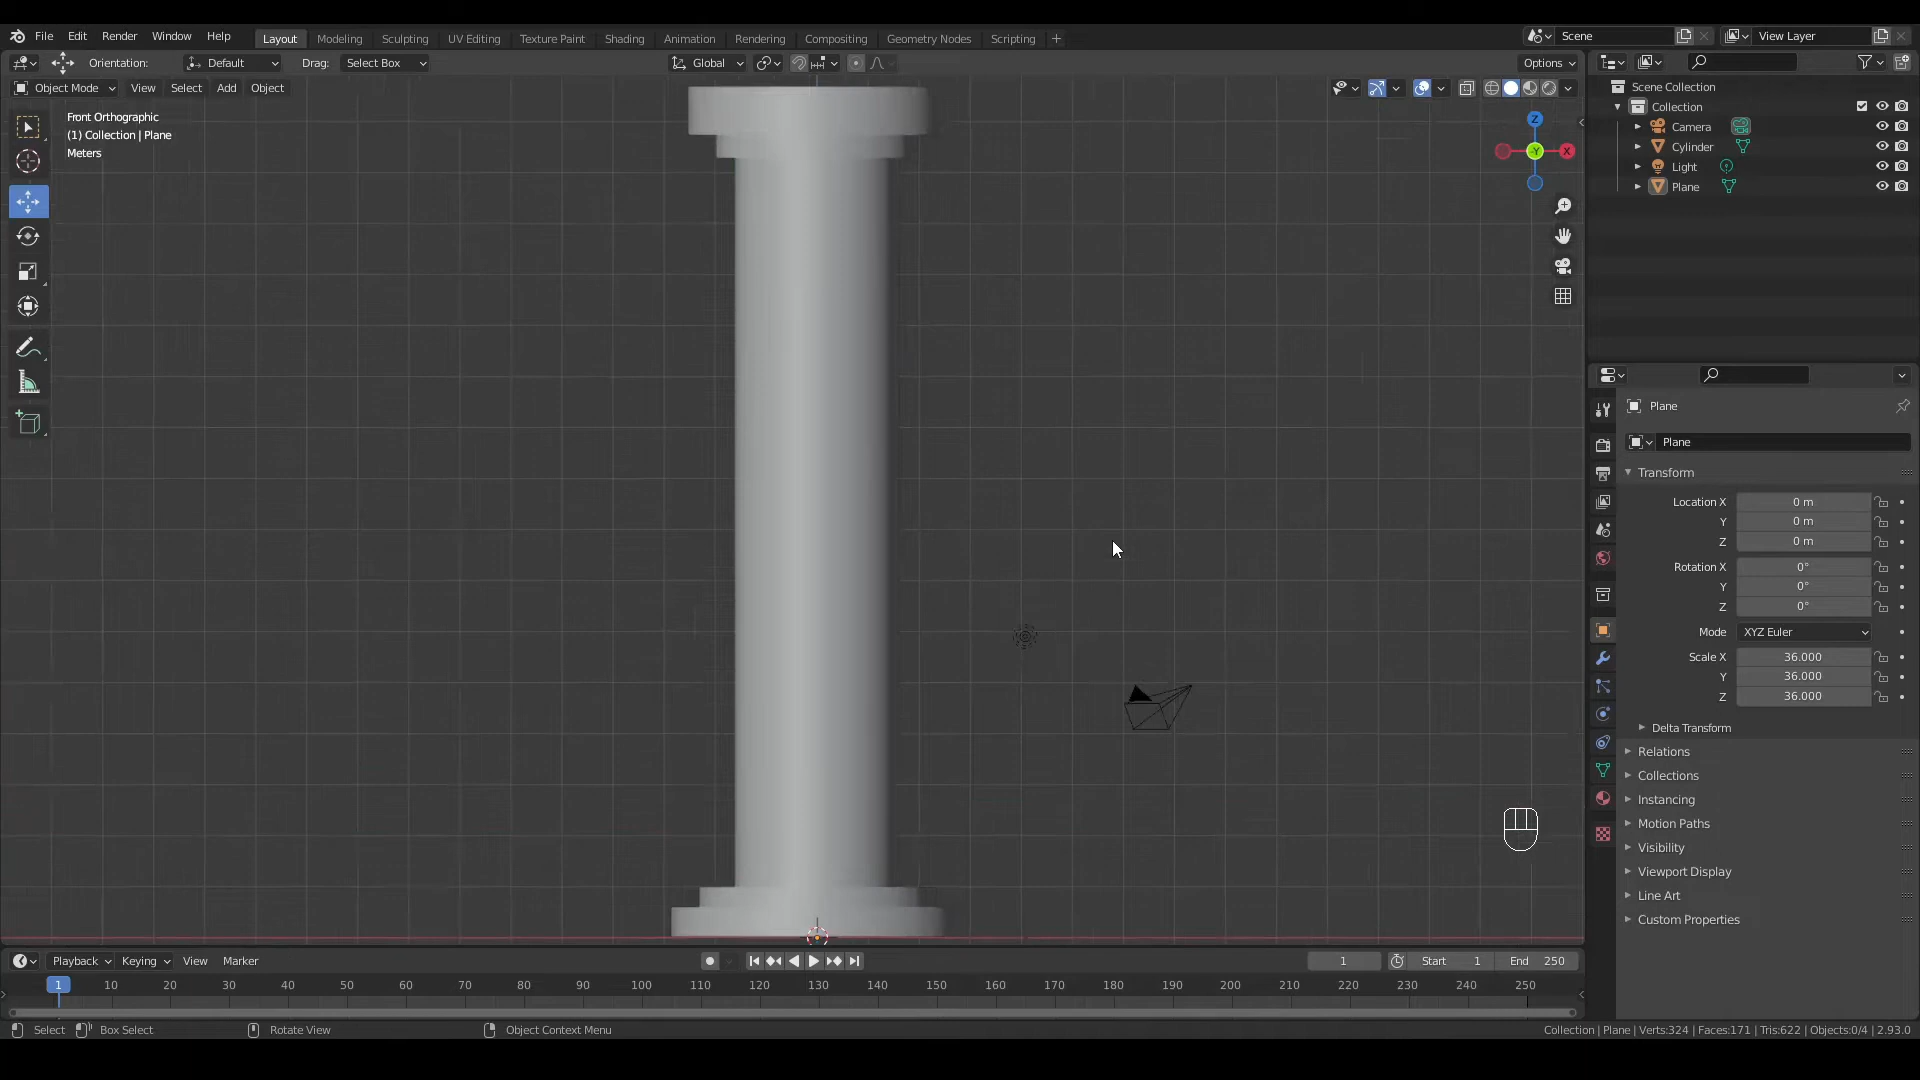 File Edit Render Window Help Layout Modeling Sculpting UV Editing Texture Paint Shading Animation Rendering Compositing Geometry Nodes Scripting + Scene View Layer
Orientation: Default Drag: Select Box Global Options
Object Mode View Select Add Object
Front Orthographic
(1) Collection | Plane
Meters
Z
X
-Y
Scene Collection
Collection
Camera
Cylinder
Light
Plane
Plane
Plane
Transform
Location X 0 m
Y 0 m
Z 0 m
Rotation X 0°
Y 0°
Z 0°
Mode XYZ Euler
Scale X 36.000
Y 36.000
Z 36.000
Delta Transform
Relations
Collections
Instancing
Motion Paths
Visibility
Viewport Display
Line Art
Custom Properties
Playback Keying View Marker 1 Start 1 End 250
1 10 20 30 40 50 60 70 80 90 100 110 120 130 140 150 160 170 180 190 200 210 220 230 240 250
Select Box Select Rotate View Object Context Menu Collection | Plane | Verts:324 | Faces:171 | Tris:622 | Objects:0/4 | 2.93.0